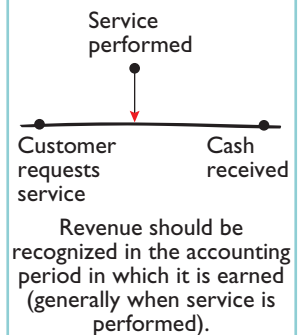 Service
performed
Customer
requests
service
Cash
received
Revenue should be
recognized in the accounting
period in which it is earned
(generally when service is
performed).